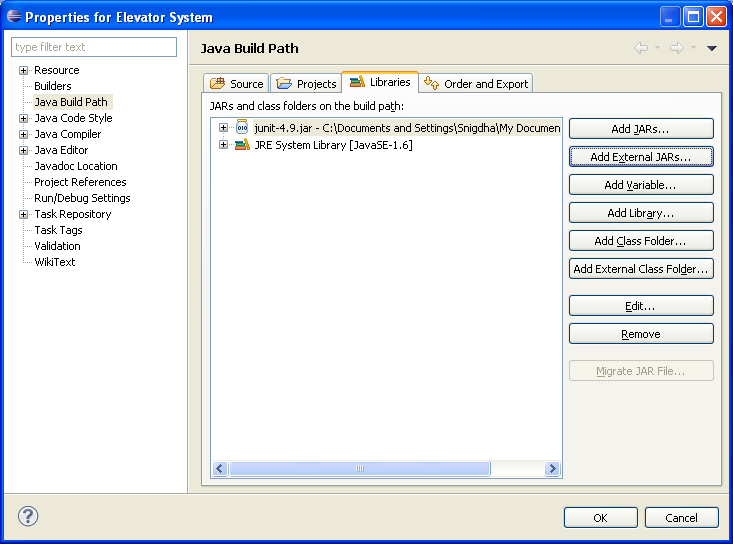 Properties for Elevator System
type filter text
Resource
Builders
Java Build Path
Java Code Style
Java Compiler
Java Editor
Javadoc Location
Project References
Run/Debug Settings
Task Repository
Task Tags
Validation
WikiText
Java Build Path
Source Projects Libraries Order and Export
JARs and class folders on the build path:
junit-4.9.jar - C:\Documents and Settings\Snigdha\My Documen
JRE System Library [JavaSE-1.6]
Add JARs...
Add External JARs...
Add Variable...
Add Library...
Add Class Folder...
Add External Class Folder...
Edit...
Remove
Migrate JAR File...
OK Cancel